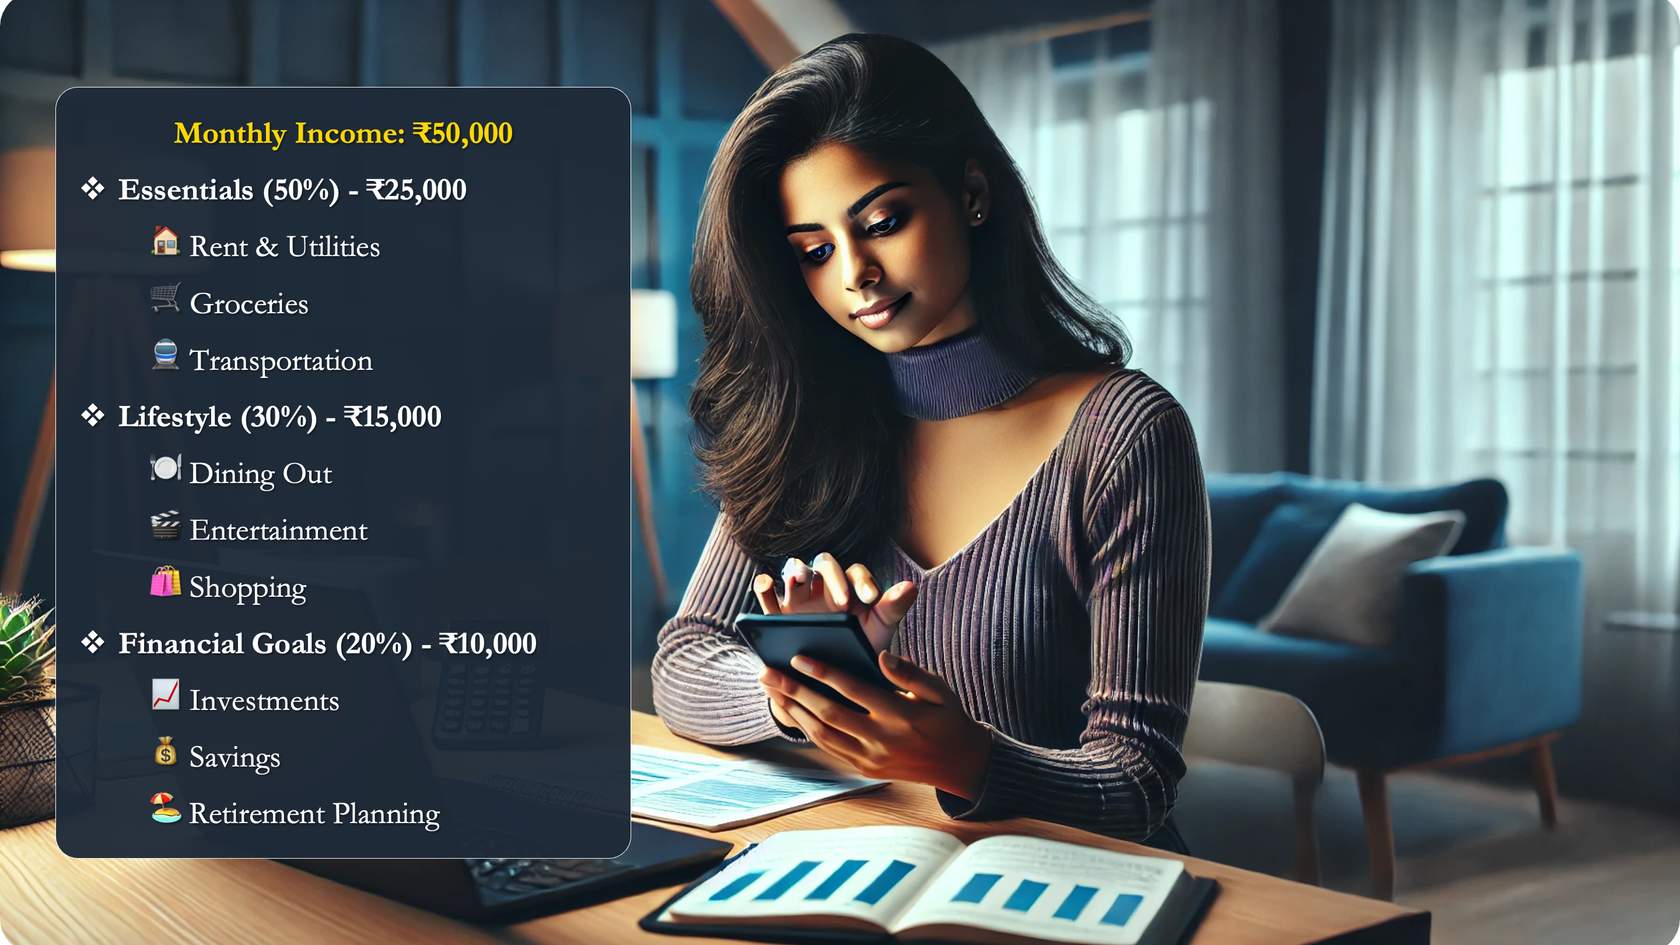 Monthly Income: ₹50,000
❖ Essentials (50%) - ₹25,000
Rent & Utilities
Groceries
Transportation
❖ Lifestyle (30%) - ₹15,000
Dining Out
Entertainment
Shopping
❖ Financial Goals (20%) - ₹10,000
Investments
Savings
Retirement Planning